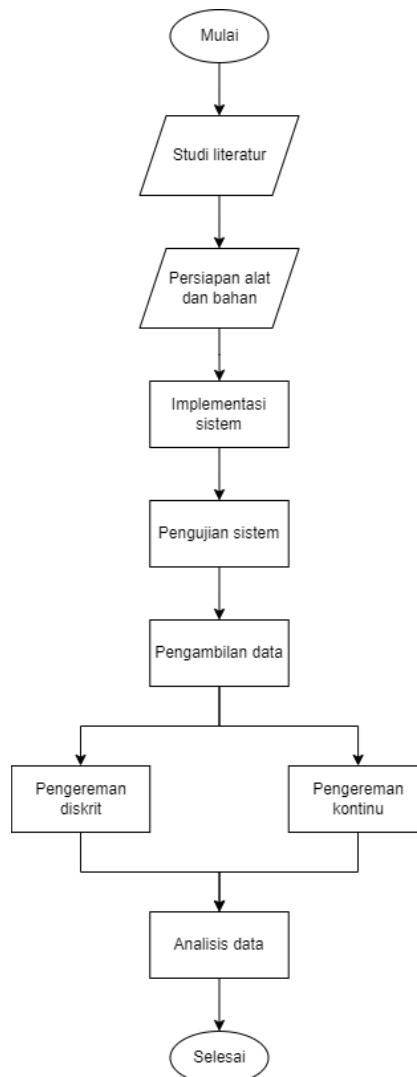 Mulai
Studi literatur
Persiapan alat
dan bahan
Implementasi
sistem
Pengujian sistem
Pengambilan data
Pengereman
diskrit
Pengereman
kontinu
Analisis data
Selesai